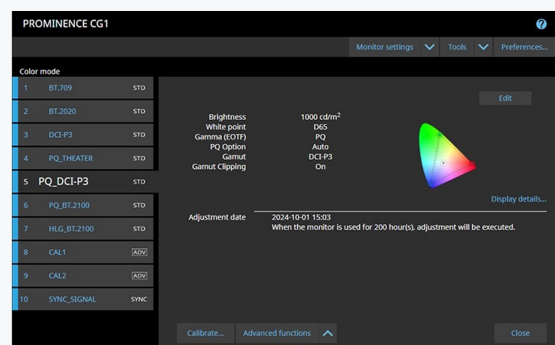 PROMINENCE CG1
?
Monitor settings Tools Preferences...
Color mode
1 BT.709 STD
2 BT.2020 STD
3 DCI-P3 STD
4 PQ_THEATER STD
5 PQ_DCI-P3 STD
6 PQ_BT.2100 STD
7 HLG_BT.2100 STD
8 CAL1 ADV
9 CAL2 ADV
10 SYNC_SIGNAL SYNC
Edit
Brightness 1000 cd/m²
White point D65
Gamma (EOTF) PQ
PQ Option Auto
Gamut DCI-P3
Gamut Clipping On
Display details...
Adjustment date 2024-10-01 15:03
When the monitor is used for 200 hour(s), adjustment will be executed.
Calibrate... Advanced functions Close